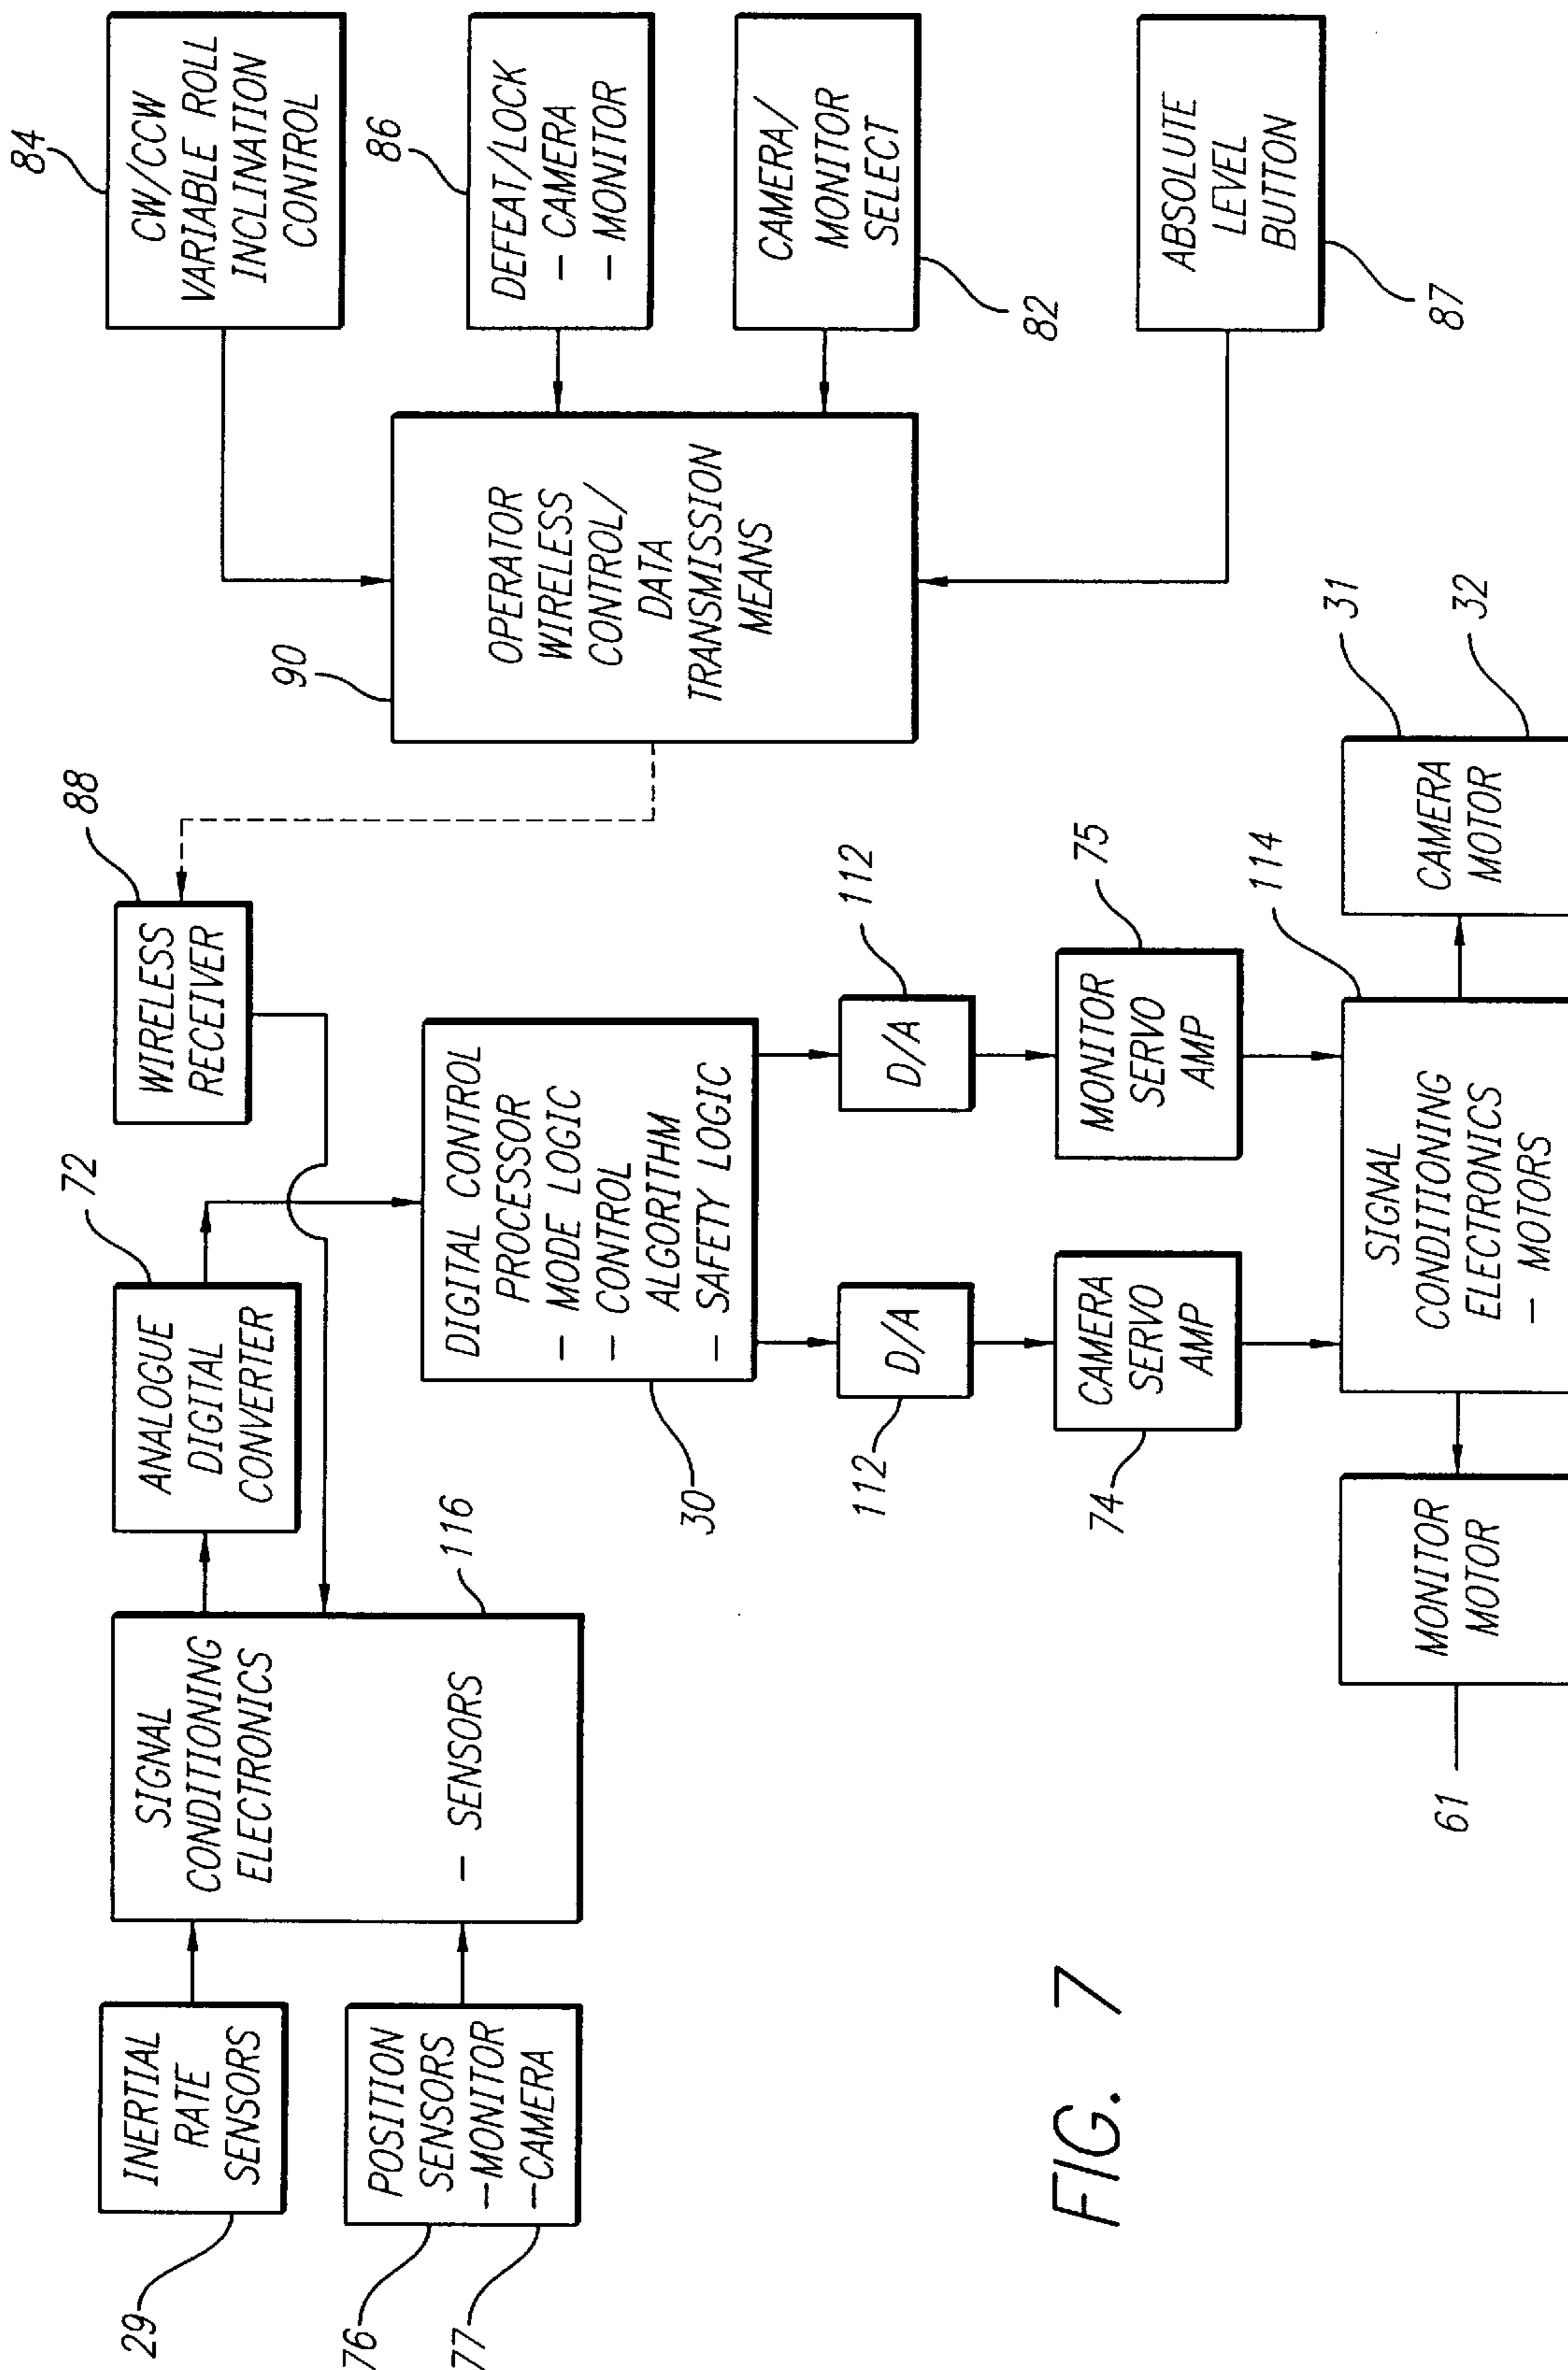 29
INERTIAL
RATE
SENSORS
76
77
POSITION
SENSORS
-MONITOR
-CAMERA
SIGNAL
CONDITIONING
ELECTRONICS
- SENSORS
116
72
ANALOGUE
DIGITAL
CONVERTER
88
WIRELESS
RECEIVER
DIGITAL CONTROL
PROCESSOR
- MODE LOGIC
- CONTROL
ALGORITHM
- SAFETY LOGIC
30
90
OPERATOR
WIRELESS
CONTROL/
DATA
TRANSMISSION
MEANS
84
CW/CCW
VARIABLE ROLL
INCLINATION
CONTROL
86
DEFEAT/LOCK
- CAMERA
- MONITOR
CAMERA/
MONITOR
SELECT
82
ABSOLUTE
LEVEL
BUTTON
87
D/A
112
D/A
112
CAMERA
SERVO
AMP
74
MONITOR
SERVO
AMP
75
SIGNAL
CONDITIONING
ELECTRONICS
- MOTORS
114
MONITOR
MOTOR
61
CAMERA
MOTOR
31
32
FIG. 7